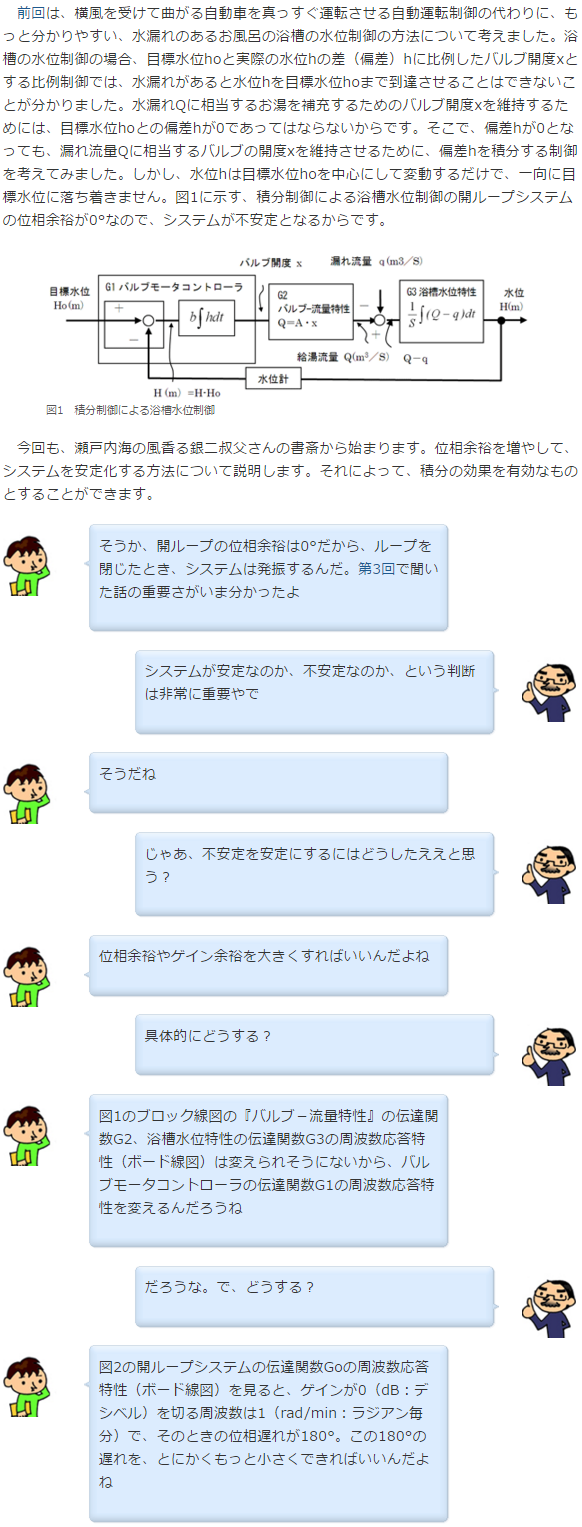 前回は、横風を受けて曲がる自動車を真っすぐ運転させる自動運転制御の代わりに、も
っと分かりやすい、水漏れのあるお風呂の浴槽の水位制御の方法について考えました。浴
槽の水位制御の場合、目標水位hoと実際の水位hの差（偏差）hに比例したバルブ開度xと
する比例制御では、水漏れがあると水位hを目標水位hoまで到達させることはできないこ
とが分かりました。水漏れQに相当するお湯を補充するためのバルブ開度xを維持するた
めには、目標水位hoとの偏差hが0であってはならないからです。そこで、偏差hが0とな
っても、漏れ流量Qに相当するバルブの開度xを維持させるために、偏差hを積分する制御
を考えてみました。しかし、水位hは目標水位hoを中心にして変動するだけで、一向に目
標水位に落ち着きません。図1に示す、積分制御による浴槽水位制御の開ループシステム
の位相余裕が0°なので、システムが不安定となるからです。
バルブ開度 x
漏れ流量 q(m3／S)
目標水位
Ho(m)
G1 バルブモータコントローラ
＋
－
b∫hdt
G2
バルブｰ流量特性
Q＝A・x
－
＋
G3 浴槽水位特性
1/S ∫(Q－q)dt
水位
H(m)
給湯流量 Q(m³／S)
Q－q
水位計
H (m) =H-Ho
図1　積分制御による浴槽水位制御
今回も、瀬戸内海の風香る銀二叔父さんの書斎から始まります。位相余裕を増やして、
システムを安定化する方法について説明します。それによって、積分の効果を有効なもの
とすることができます。
そうか、開ループの位相余裕は0°だから、ループを
閉じたとき、システムは発振するんだ。第3回で聞い
た話の重要さがいま分かったよ
システムが安定なのか、不安定なのか、という判断
は非常に重要やで
そうだね
じゃあ、不安定を安定にするにはどうしたええと思
う？
位相余裕やゲイン余裕を大きくすればいいんだよね
具体的にどうする？
図1のブロック線図の『バルブ－流量特性』の伝達関
数G2、浴槽水位特性の伝達関数G3の周波数応答特
性（ボード線図）は変えられそうにないから、バル
ブモータコントローラの伝達関数G1の周波数応答特
性を変えるんだろうね
だろうな。で、どうする？
図2の開ループシステムの伝達関数Goの周波数応答
特性（ボード線図）を見ると、ゲインが0（dB：デ
シベル）を切る周波数は1（rad/min：ラジアン毎
分）で、そのときの位相遅れが180°。この180°の
遅れを、とにかくもっと小さくできればいいんだよ
ね